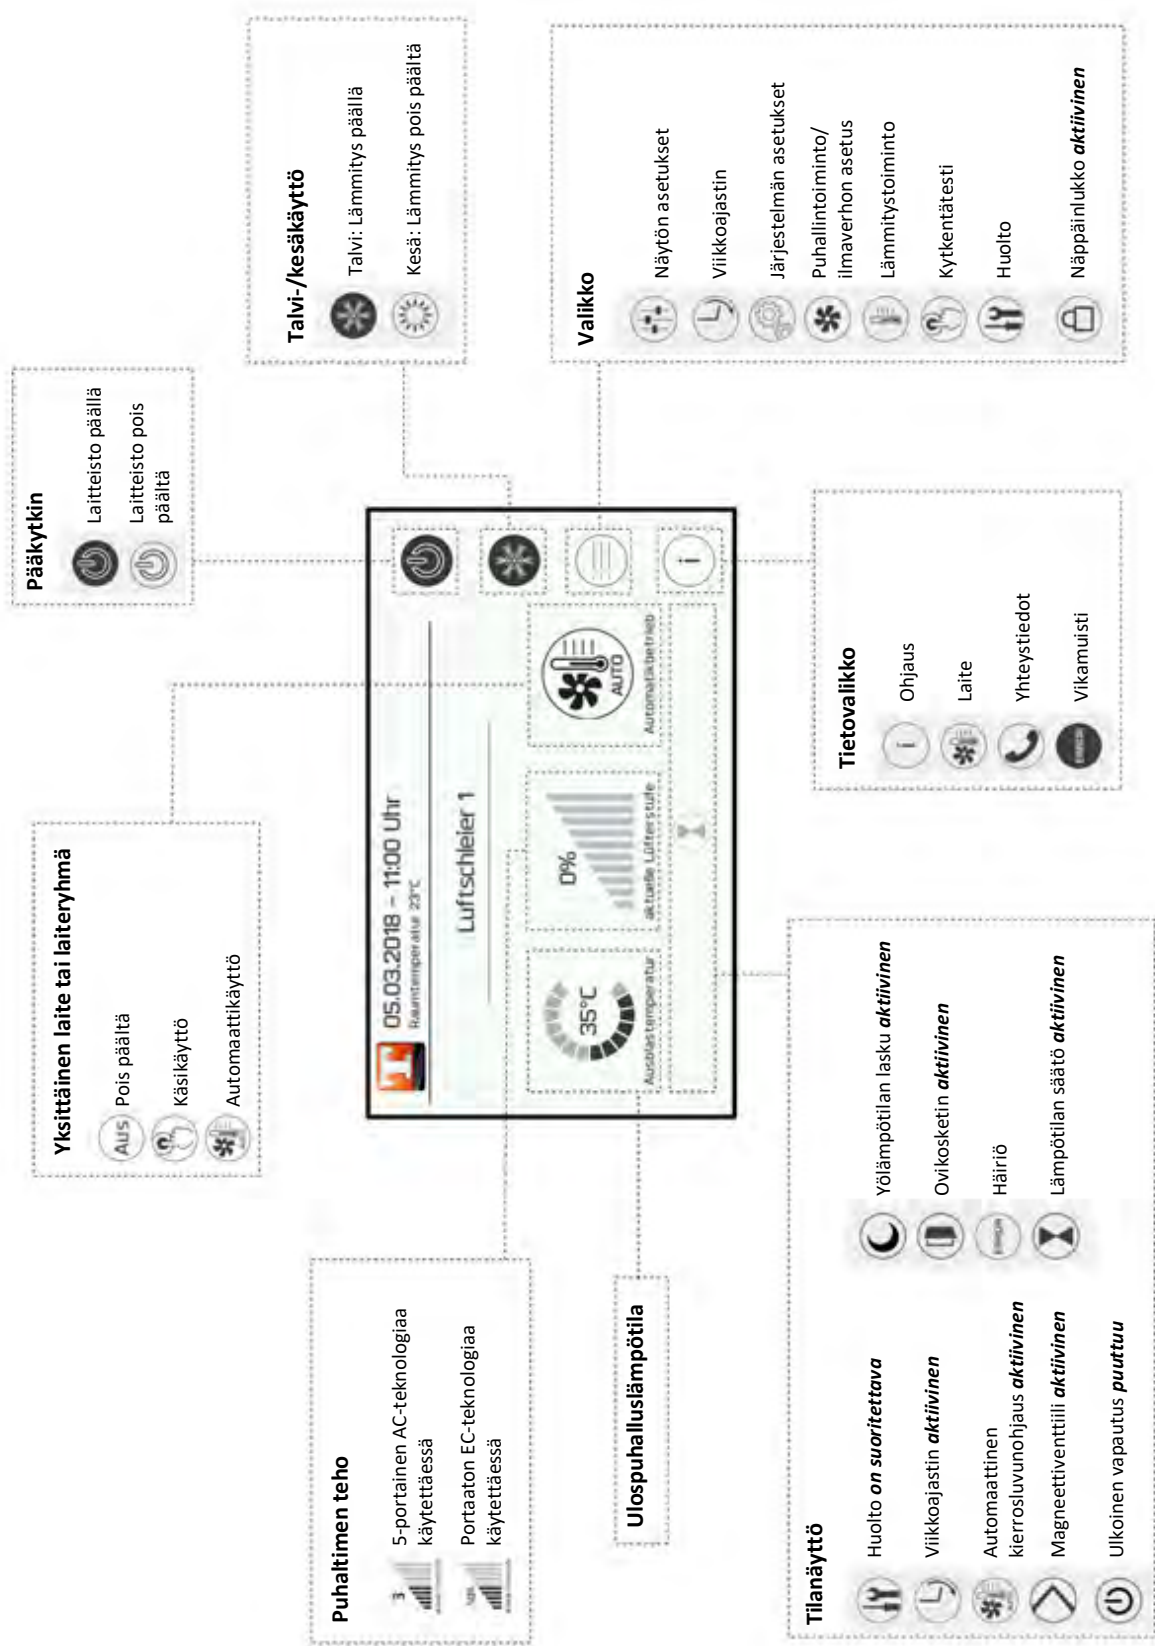 Pääkytkin
Laitteisto päällä
Laitteisto pois
päältä
Talvi-/kesäkäyttö
Talvi: Lämmitys päällä
Kesä: Lämmitys pois päältä
Yksittäinen laite tai laiteryhmä
Aus
Pois päältä
Käsikäyttö
AUTO
Automaattikäyttö
Valikko
Näytön asetukset
Viikkoajastin
Järjestelmän asetukset
Puhallintoiminto/
ilmaverhon asetus
Lämmitystoiminto
Kytkentätesti
Huolto
Näppäinlukko aktiivinen
Puhaltimen teho
3
5-portainen AC-teknologiaa
käytettäessä
Portaaton EC-teknologiaa
käytettäessä
T
05.03.2018 - 11:00 Uhr
Raumtemperatur 23°C
Luftschleier 1
35°C
Ausblastemperatur
0%
aktuelle Lüfterstufe
AUTO
Automatikbetrieb
i
Ulospuhalluslämpötila
Tietovalikko
i
Ohjaus
Laite
Yhteystiedot
ERROR
Vikamuisti
Tilanäyttö
Huolto on suoritettava
Viikkoajastin aktiivinen
AUTO
Automaattinen
kierrosluvunohjaus aktiivinen
Magneettiventtiili aktiivinen
Ulkoinen vapautus puuttuu
Yölämpötilan lasku aktiivinen
Ovikosketin aktiivinen
ERROR
Häiriö
Lämpötilan säätö aktiivinen